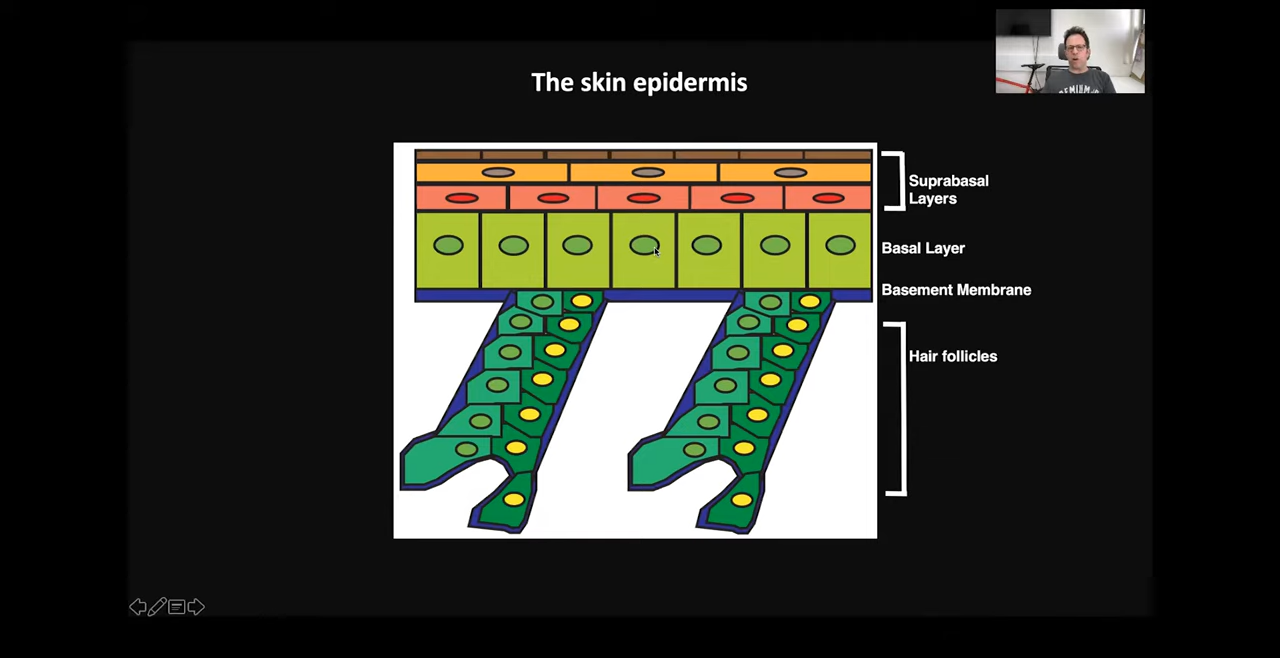 The skin epidermis
Suprabasal
Layers
Basal Layer
Basement Membrane
Hair follicles